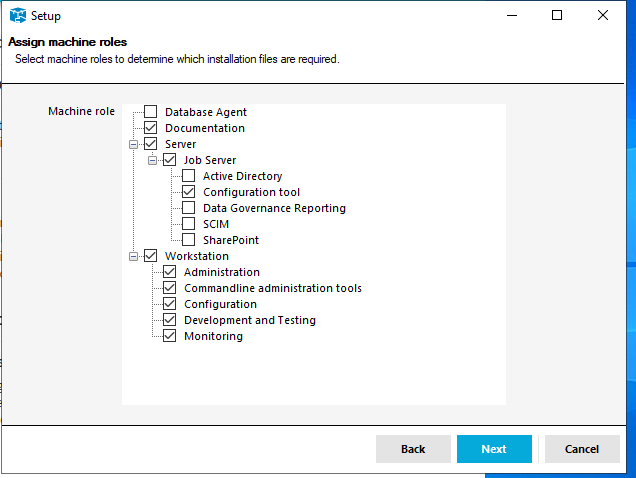 Setup
Assign machine roles
Select machine roles to determine which installation files are required.
Machine role
Database Agent
Documentation
Server
Job Server
Active Directory
Configuration tool
Data Governance Reporting
SCIM
SharePoint
Workstation
Administration
Commandline administration tools
Configuration
Development and Testing
Monitoring
Back Next Cancel